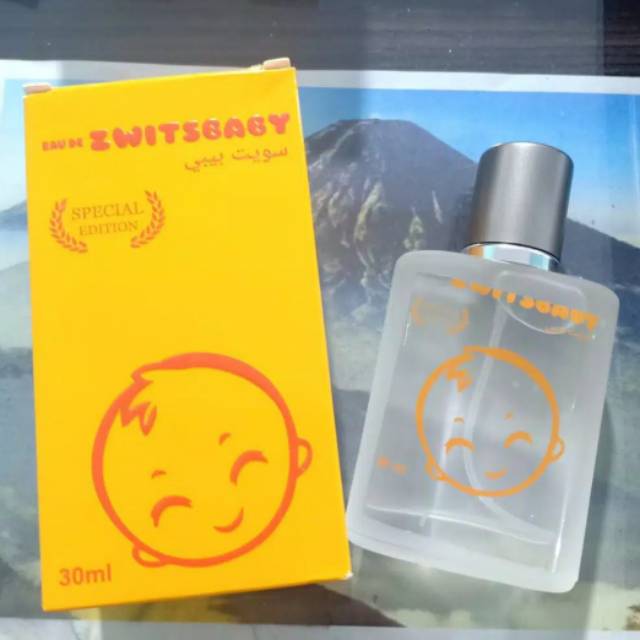 EAU DE ZWITSBABY
سويت بيبي
SPECIAL
EDITION
30ml
ZWITSBABY